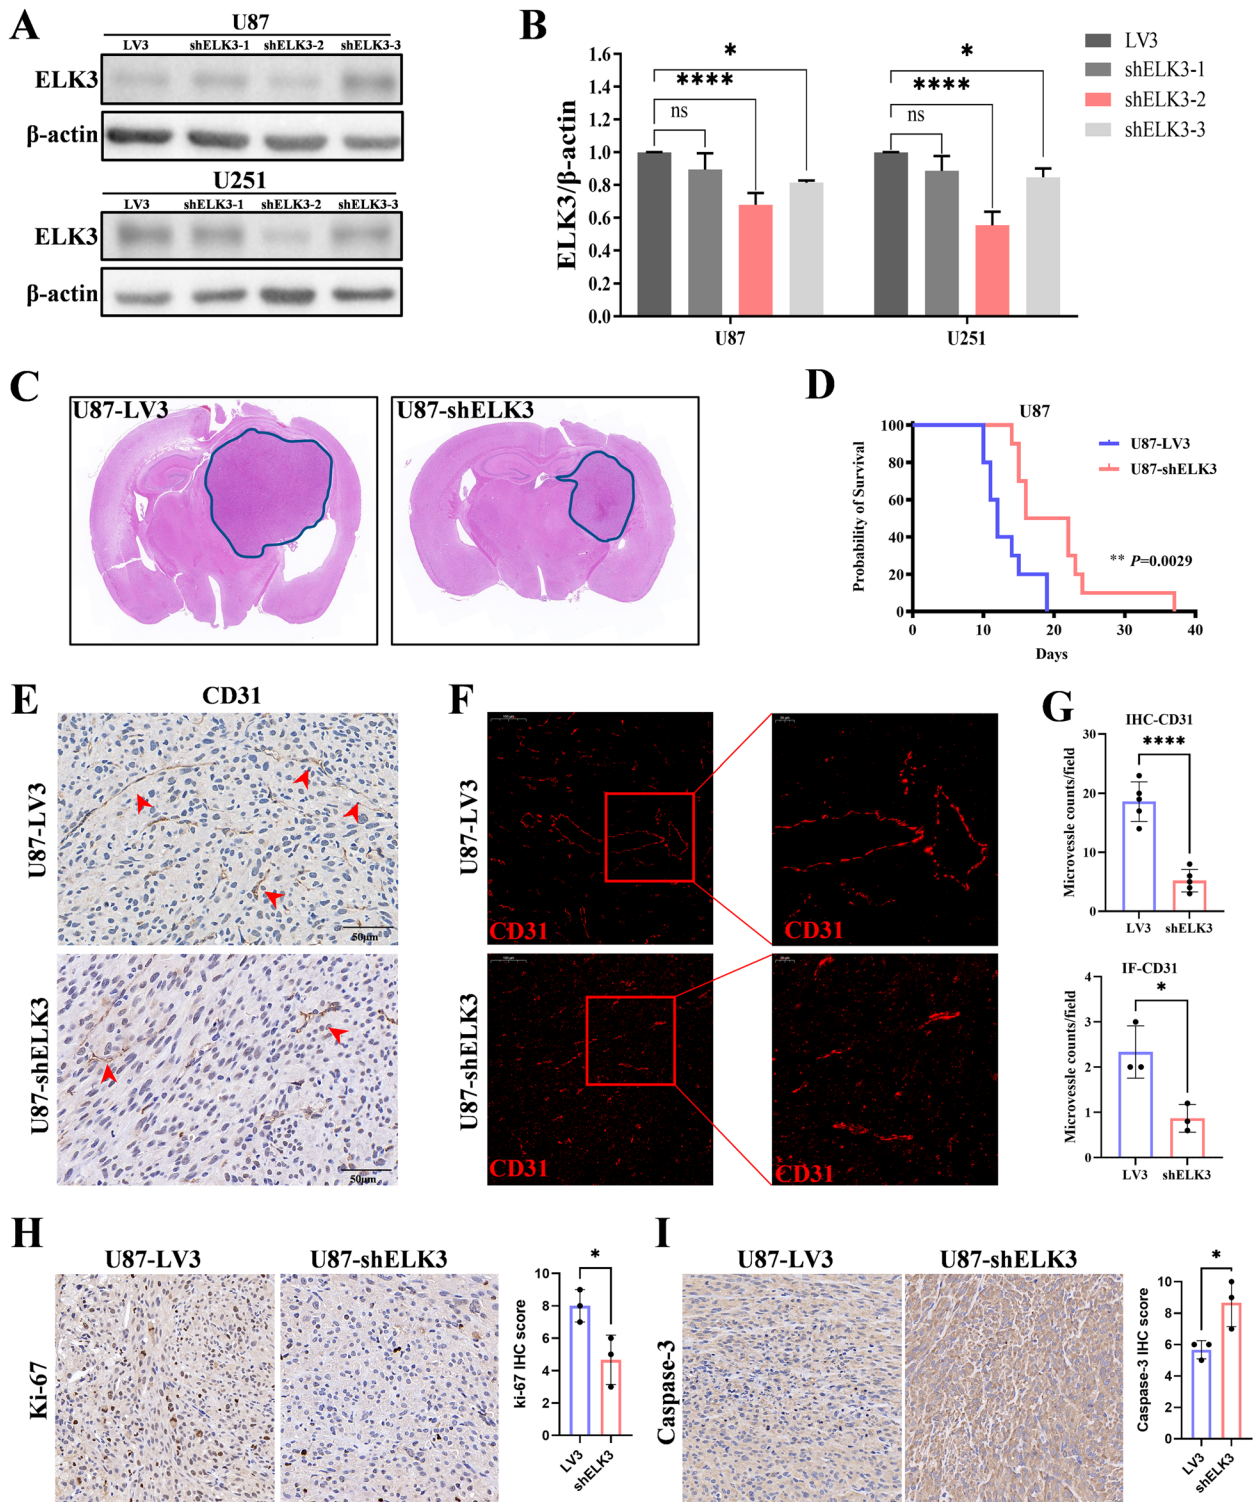 A
U87
LV3 shELK3-1 shELK3-2 shELK3-3
ELK3
β-actin
U251
LV3 shELK3-1 shELK3-2 shELK3-3
ELK3
β-actin
B
ELK3/β-actin
1.6
1.4
1.2
1.0
0.8
0.6
0.4
0.2
0.0
* 
****
ns
*
****
ns
U87 U251
LV3
shELK3-1
shELK3-2
shELK3-3
C
U87-LV3
U87-shELK3
D
U87
Probability of Survival
100
80
60
40
20
0
0 10 20 30 40
Days
U87-LV3
U87-shELK3
** P=0.0029
E
CD31
U87-LV3
50μm
U87-shELK3
50μm
F
U87-LV3
CD31
CD31
U87-shELK3
CD31
CD31
G
IHC-CD31
****
Microvessle counts/field
30
20
10
0
LV3 shELK3
IF-CD31
*
Microvessle counts/field
4
3
2
1
0
LV3 shELK3
H
U87-LV3 U87-shELK3
Ki-67
*
ki-67 IHC score
10
8
6
4
2
0
LV3
shELK3
I
U87-LV3 U87-shELK3
Caspase-3
*
Caspase-3 IHC score
10
8
6
4
2
0
LV3
shELK3